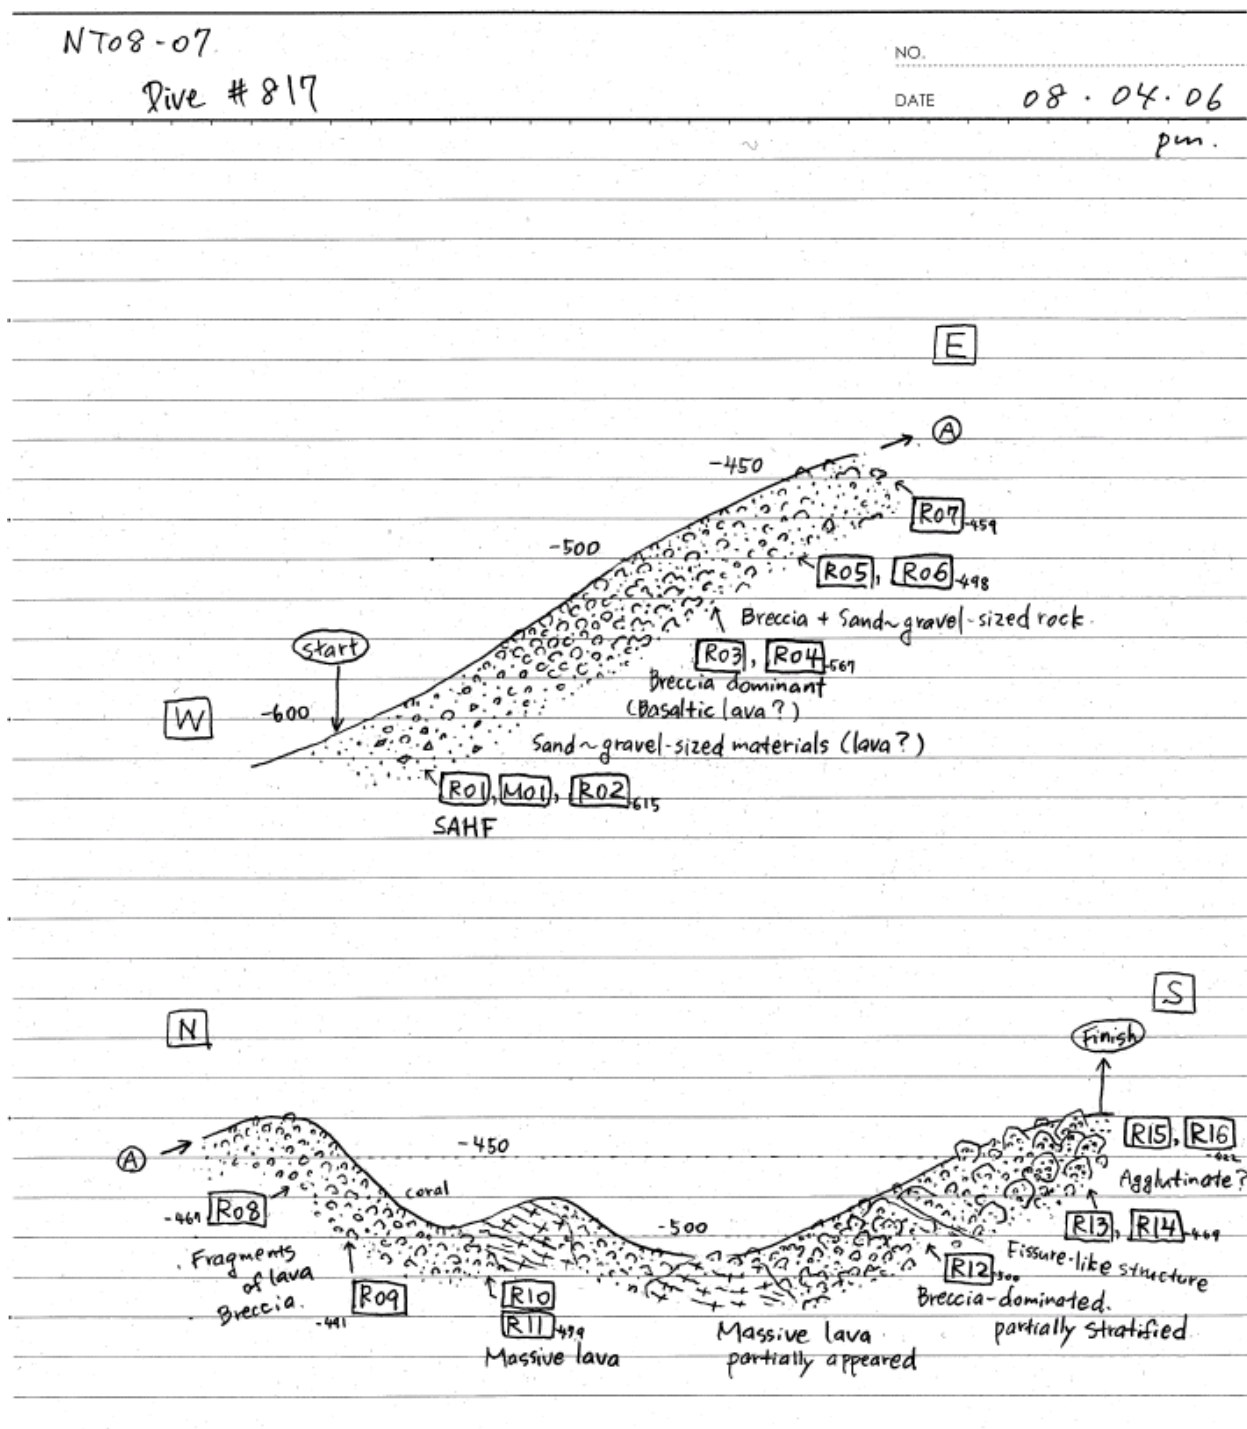 NT08-07
NO.
Dive #817
DATE 08.04.06
pm.
E
A
-450
R07 -459
-500
R05, R06 -498
Breccia + Sand~gravel-sized rock.
start
R03, R04 -567
Breccia dominant
(Basaltic lava?)
W
-600
Sand~gravel-sized materials (lava?)
R01, M01, R02 -615
SAHF
S
N
Finish
A
-450
R15, R16 -422
coral
Agglutinate?
-469 R08
-500
R13, R14 -469
Fragments
of lava
Breccia.
Fissure-like structure
R12 -500
R09 -491
R10
R11 -479
Breccia-dominated.
partially stratified
Massive lava
Massive lava
partially appeared